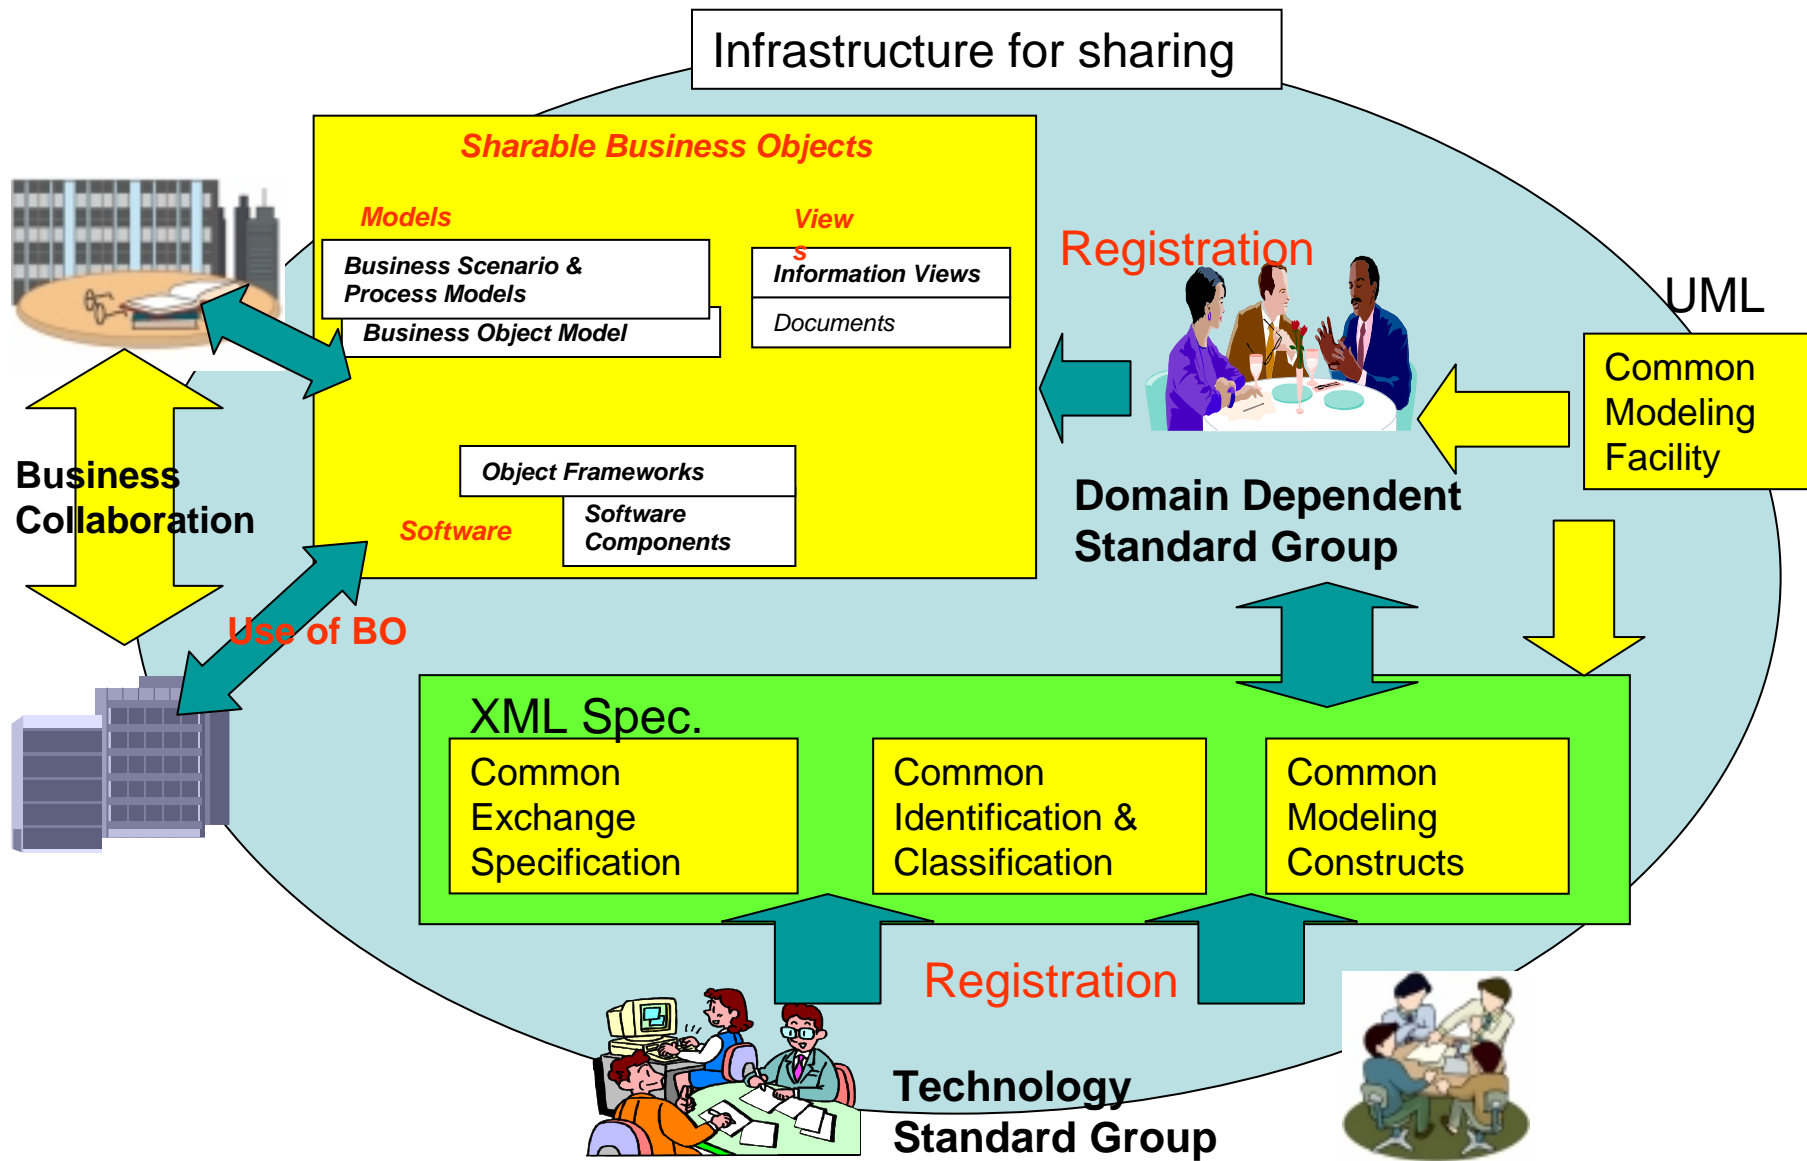 Infrastructure for sharing
Sharable Business Objects
Models
View
s
Business Scenario &
Process Models
Business Object Model
Information Views
Documents
Object Frameworks
Software
Software
Components
Registration
UML
Common
Modeling
Facility
Business
Collaboration
Domain Dependent
Standard Group
Use of BO
XML Spec.
Common
Exchange
Specification
Common
Identification &
Classification
Common
Modeling
Constructs
Registration
Technology
Standard Group